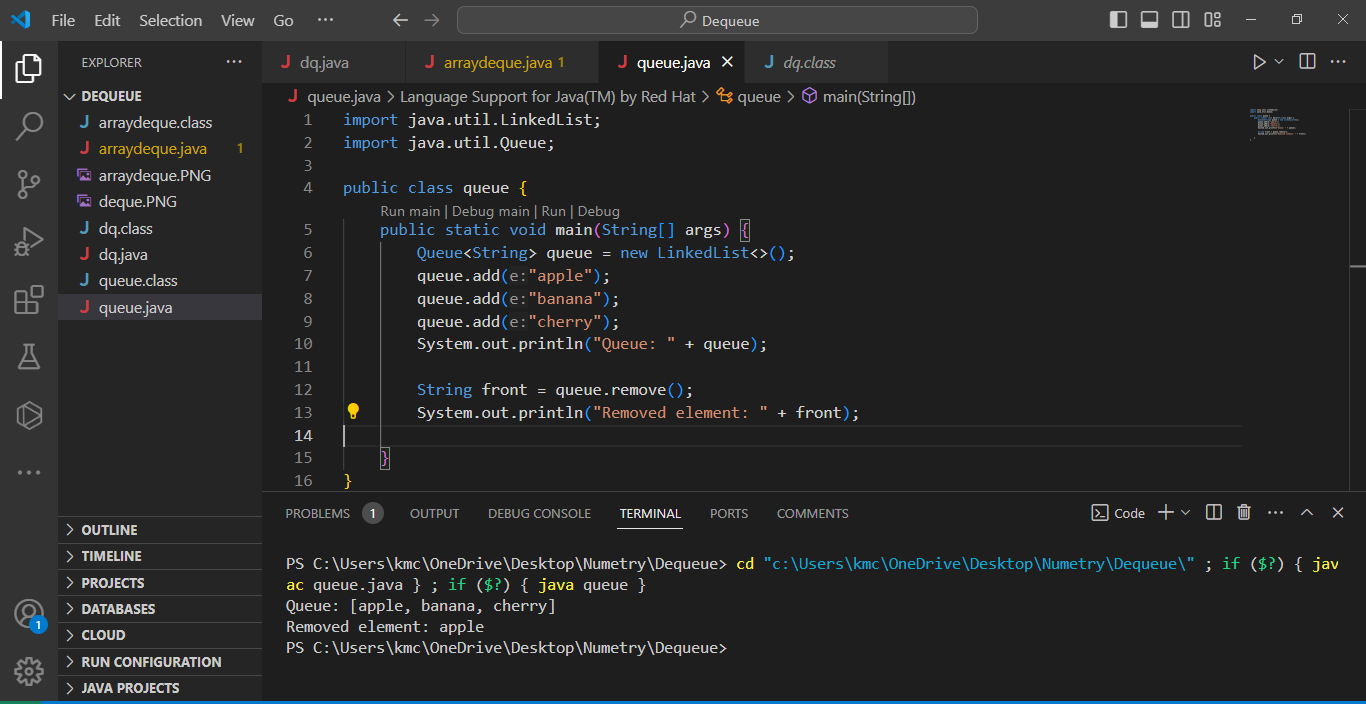 File Edit Selection View Go ··· Dequeue
EXPLORER ···
DEQUEUE
arraydeque.class
arraydeque.java 1
arraydeque.PNG
deque.PNG
dq.class
dq.java
queue.class
queue.java
OUTLINE
TIMELINE
PROJECTS
DATABASES
CLOUD
RUN CONFIGURATION
JAVA PROJECTS
1
J dq.java J arraydeque.java 1 J queue.java J dq.class
J queue.java > Language Support for Java(TM) by Red Hat > queue > main(String[])
1 import java.util.LinkedList;
2 import java.util.Queue;
3
4 public class queue {
Run main | Debug main | Run | Debug
5 public static void main(String[] args) {
6 Queue<String> queue = new LinkedList<>();
7 queue.add(e:"apple");
8 queue.add(e:"banana");
9 queue.add(e:"cherry");
10 System.out.println("Queue: " + queue);
11
12 String front = queue.remove();
13 System.out.println("Removed element: " + front);
14
15 }
16 }
PROBLEMS 1 OUTPUT DEBUG CONSOLE TERMINAL PORTS COMMENTS Code
PS C:\Users\kmc\OneDrive\Desktop\Numetry\Dequeue> cd "c:\Users\kmc\OneDrive\Desktop\Numetry\Dequeue\" ; if ($?) { jav
ac queue.java } ; if ($?) { java queue }
Queue: [apple, banana, cherry]
Removed element: apple
PS C:\Users\kmc\OneDrive\Desktop\Numetry\Dequeue>